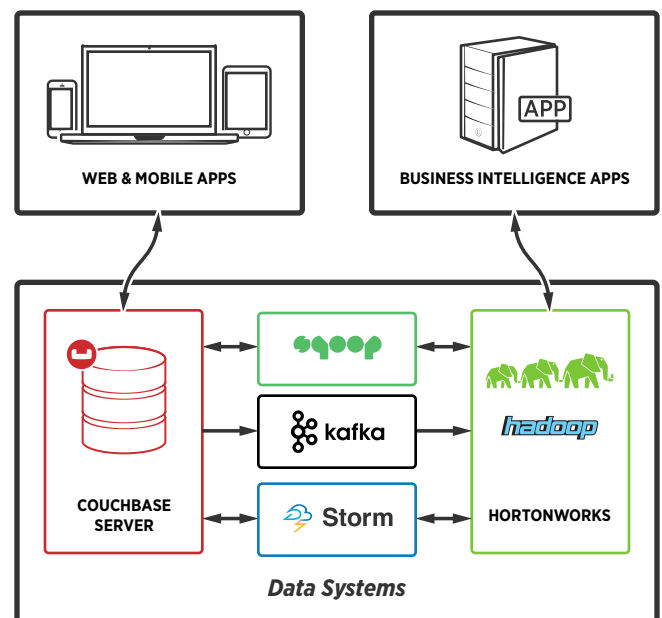 APP
WEB & MOBILE APPS
BUSINESS INTELLIGENCE APPS
sqoop
hadoop
kafka
COUCHBASE
SERVER
Storm
HORTONWORKS
Data Systems